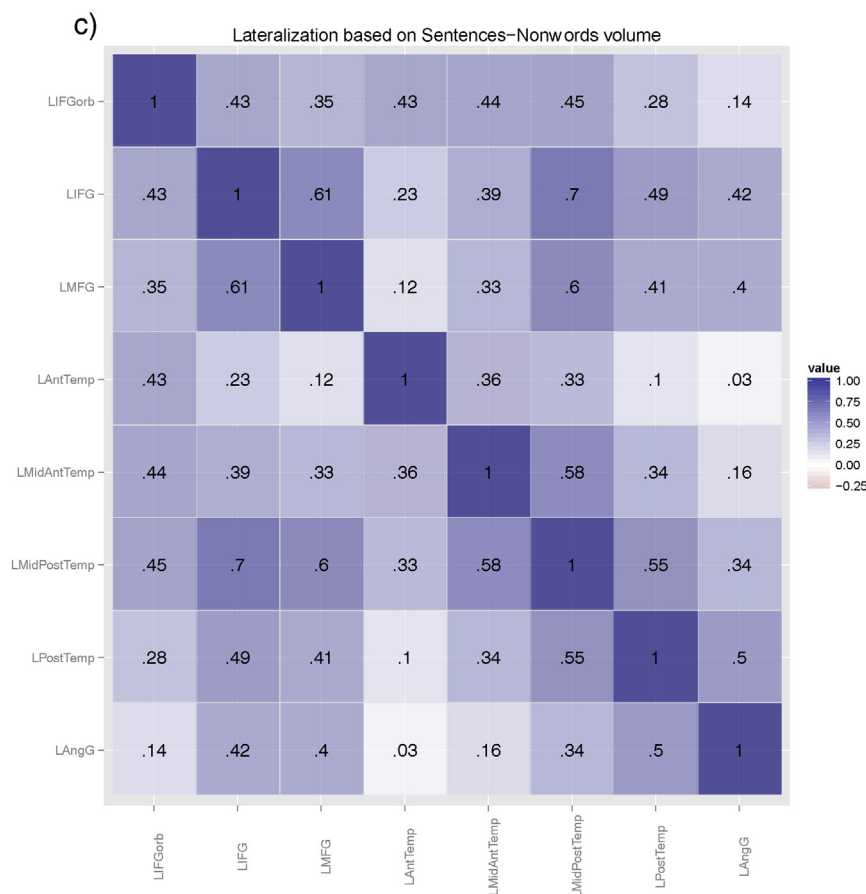 c)
Lateralization based on Sentences−Nonwords volume
LIFGorb 1 .43 .35 .43 .44 .45 .28 .14
LIFG .43 1 .61 .23 .39 .7 .49 .42
LMFG .35 .61 1 .12 .33 .6 .41 .4
LAntTemp .43 .23 .12 1 .36 .33 .1 .03
LMidAntTemp .44 .39 .33 .36 1 .58 .34 .16
LMidPostTemp .45 .7 .6 .33 .58 1 .55 .34
LPostTemp .28 .49 .41 .1 .34 .55 1 .5
LAngG .14 .42 .4 .03 .16 .34 .5 1
LIFGorb LIFG LMFG LAntTemp LMidAntTemp LMidPostTemp LPostTemp LAngG
value
1.00
0.75
0.50
0.25
0.00
−0.25